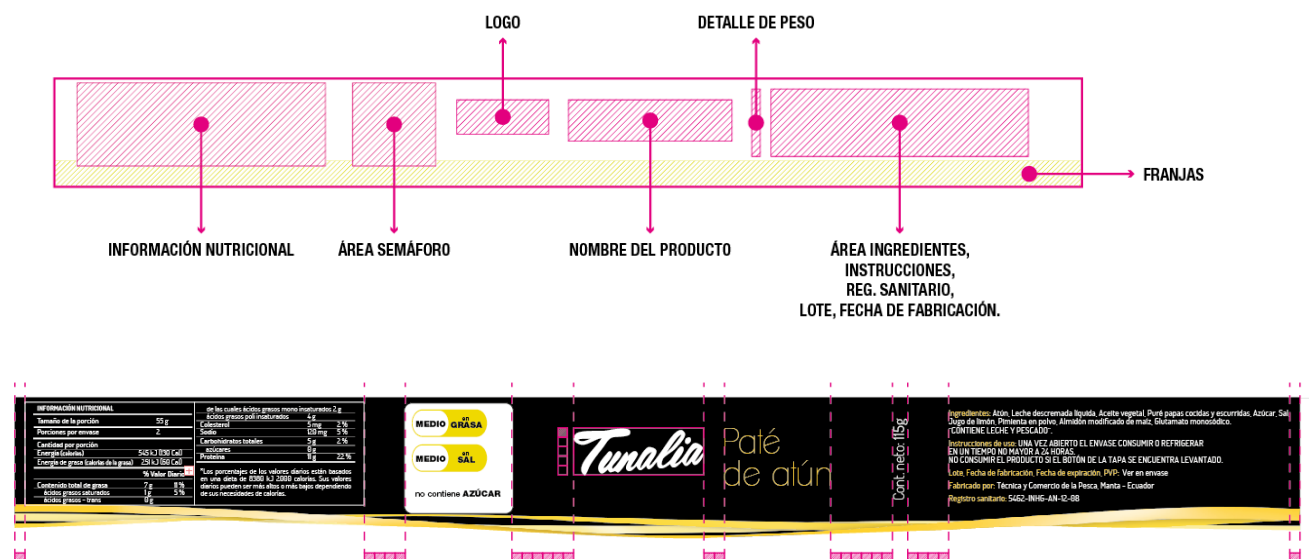 LOGO
DETALLE DE PESO
FRANJAS
INFORMACIÓN NUTRICIONAL
ÁREA SEMÁFORO
NOMBRE DEL PRODUCTO
ÁREA INGREDIENTES,
INSTRUCCIONES,
REG. SANITARIO,
LOTE, FECHA DE FABRICACIÓN.
INFORMACIÓN NUTRICIONAL
Tamaño de la porción 55 g
Porciones por envase 2
Cantidad por porción
Energía (calorías) 545 kJ (130 Cal)
Energía de grasa (calorías de la grasa) 251 kJ (60 Cal)
% Valor Diario
Contenido total de grasa 7 g 11 %
ácidos grasos saturados 1 g 5 %
ácidos grasos - trans 0 g
de las cuales ácidos grasos mono insaturados 2 g
ácidos grasos poli insaturados 4 g
Colesterol 5 mg 2 %
Sodio 120 mg 5 %
Carbohidratos totales 5 g 2 %
azúcares 0 g
Proteína 11 g 22 %
*Los porcentajes de los valores diarios están basados
en una dieta de 8380 kJ 2000 calorías. Sus valores
diarios pueden ser más altos o más bajos dependiendo
de sus necesidades de calorías.
MEDIO en GRASA
MEDIO en SAL
no contiene AZÚCAR
Tunalia
Paté
de atún
Cont. neto: 115g
Ingredientes: Atún, Leche descremada líquida, Aceite vegetal, Puré papas cocidas y escurridas, Azúcar, Sal
Jugo de limón, Pimienta en polvo, Almidón modificado de maíz, Glutamato monosódico.
"CONTIENE LECHE Y PESCADO".
Instrucciones de uso: UNA VEZ ABIERTO EL ENVASE CONSUMIR O REFRIGERAR
EN UN TIEMPO NO MAYOR A 24 HORAS.
NO CONSUMIR EL PRODUCTO SI EL BOTÓN DE LA TAPA SE ENCUENTRA LEVANTADO.
Lote, Fecha de fabricación, Fecha de expiración, PVP: Ver en envase
Fabricado por: Técnica y Comercio de la Pesca, Manta - Ecuador
Registro sanitario: 5462-INHG-AN-12-08